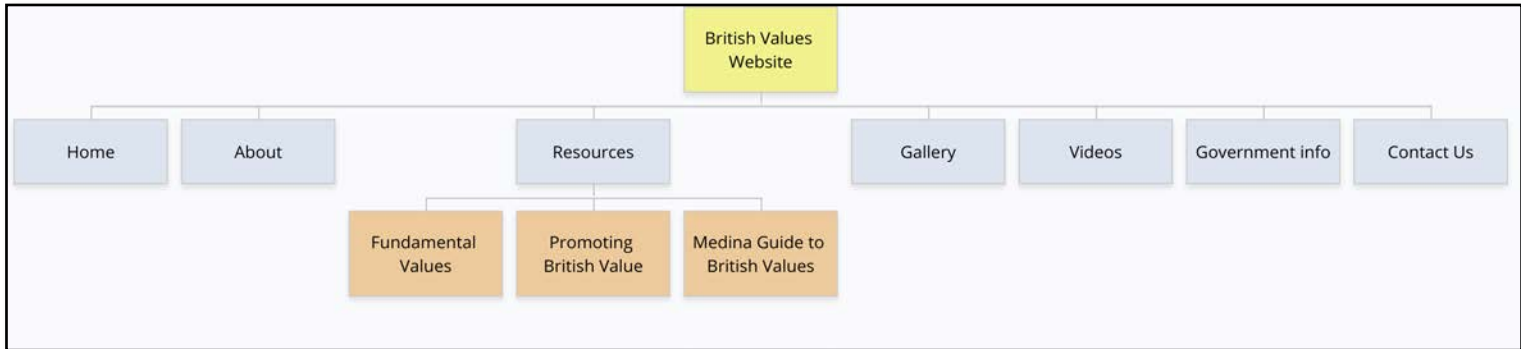 British Values
Website
Home
About
Resources
Gallery
Videos
Government info
Contact Us
Fundamental
Values
Promoting
British Value
Medina Guide to
British Values